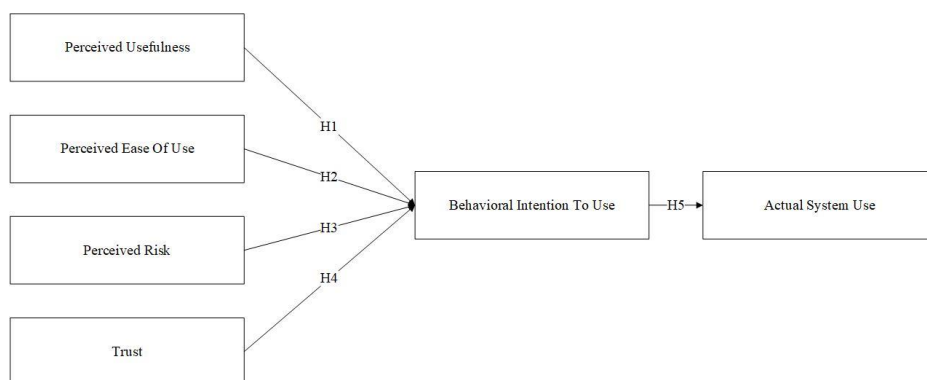 Perceived Usefulness
H1
Perceived Ease Of Use
H2
Behavioral Intention To Use
H5
Actual System Use
H3
Perceived Risk
H4
Trust